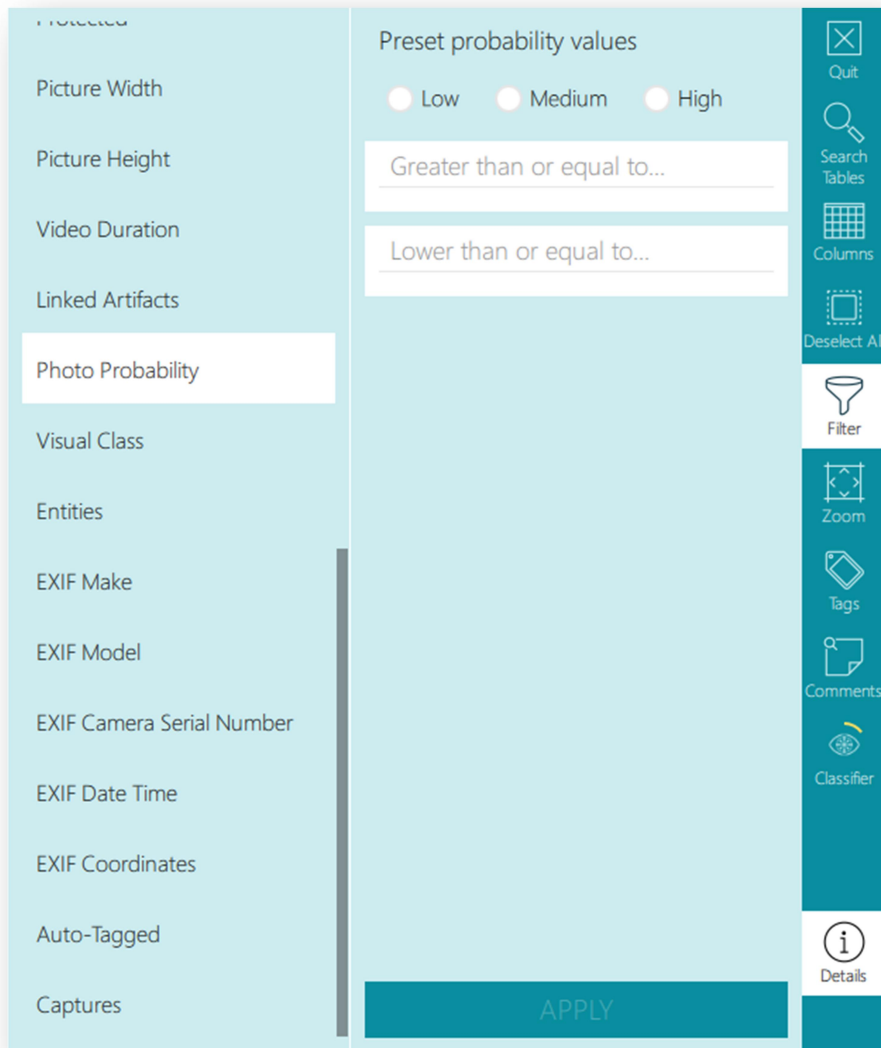 Protected
Picture Width
Picture Height
Video Duration
Linked Artifacts
Photo Probability
Visual Class
Entities
EXIF Make
EXIF Model
EXIF Camera Serial Number
EXIF Date Time
EXIF Coordinates
Auto-Tagged
Captures
Preset probability values
Low Medium High
Greater than or equal to...
Lower than or equal to...
APPLY
Quit
Search
Tables
Columns
Deselect Al
Filter
Zoom
Tags
Comments
Classifier
Details